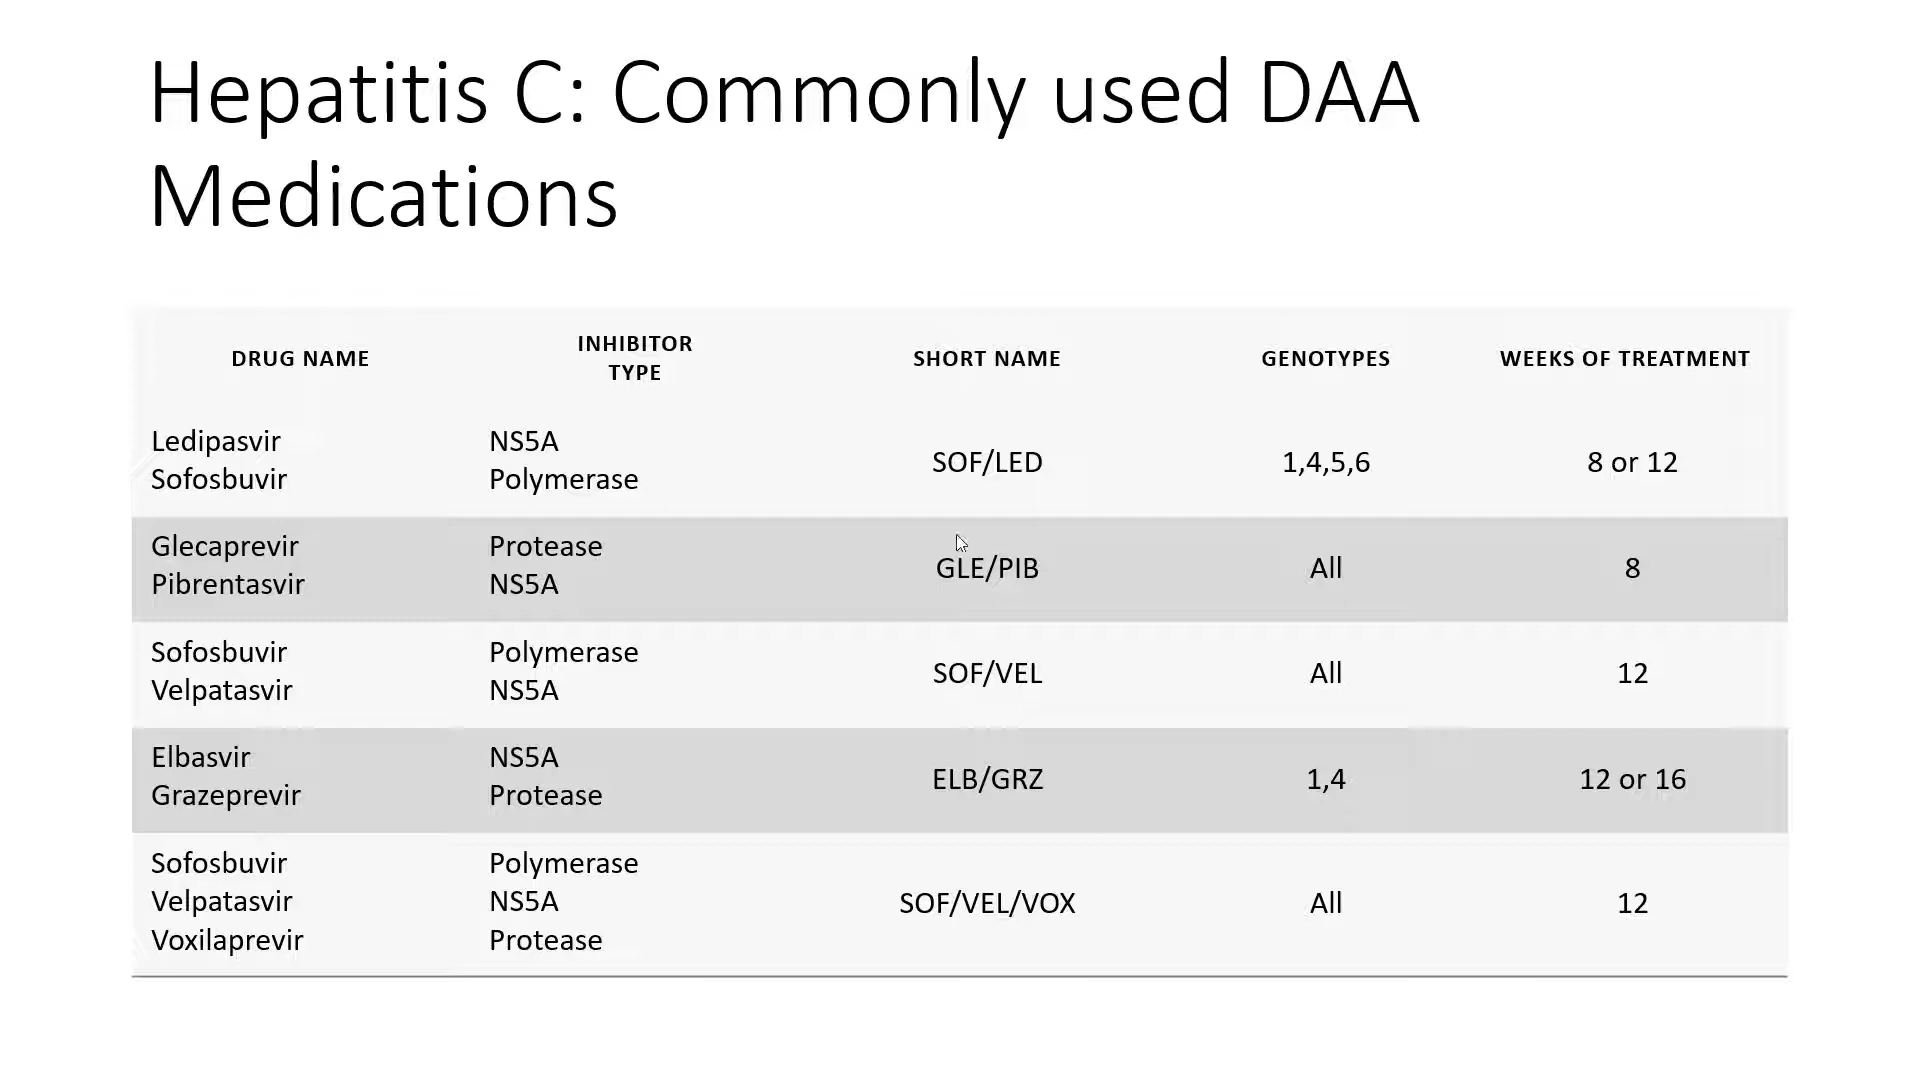 Hepatitis C: Commonly used DAA
Medications
DRUG NAME
INHIBITOR
TYPE
SHORT NAME
GENOTYPES
WEEKS OF TREATMENT
Ledipasvir
Sofosbuvir
NS5A
Polymerase
SOF/LED
1,4,5,6
8 or 12
Glecaprevir
Pibrentasvir
Protease
NS5A
GLE/PIB
All
8
Sofosbuvir
Velpatasvir
Polymerase
NS5A
SOF/VEL
All
12
Elbasvir
Grazeprevir
NS5A
Protease
ELB/GRZ
1,4
12 or 16
Sofosbuvir
Velpatasvir
Voxilaprevir
Polymerase
NS5A
Protease
SOF/VEL/VOX
All
12